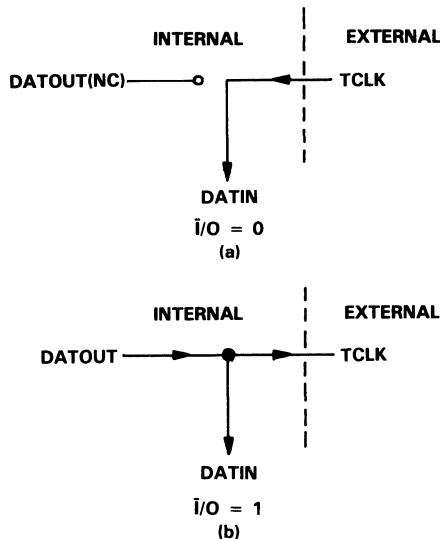 INTERNAL EXTERNAL
DATOUT(NC) TCLK
DATIN
Ī/O = 0
(a)
INTERNAL EXTERNAL
DATOUT TCLK
DATIN
Ī/O = 1
(b)